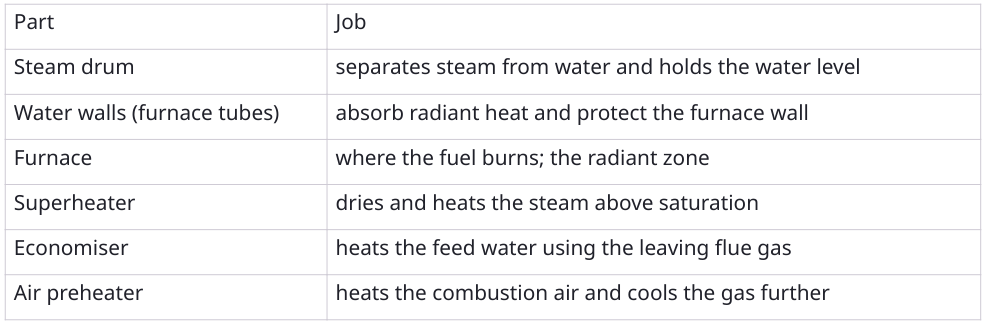 Part Job
Steam drum separates steam from water and holds the water level
Water walls (furnace tubes) absorb radiant heat and protect the furnace wall
Furnace where the fuel burns; the radiant zone
Superheater dries and heats the steam above saturation
Economiser heats the feed water using the leaving flue gas
Air preheater heats the combustion air and cools the gas further